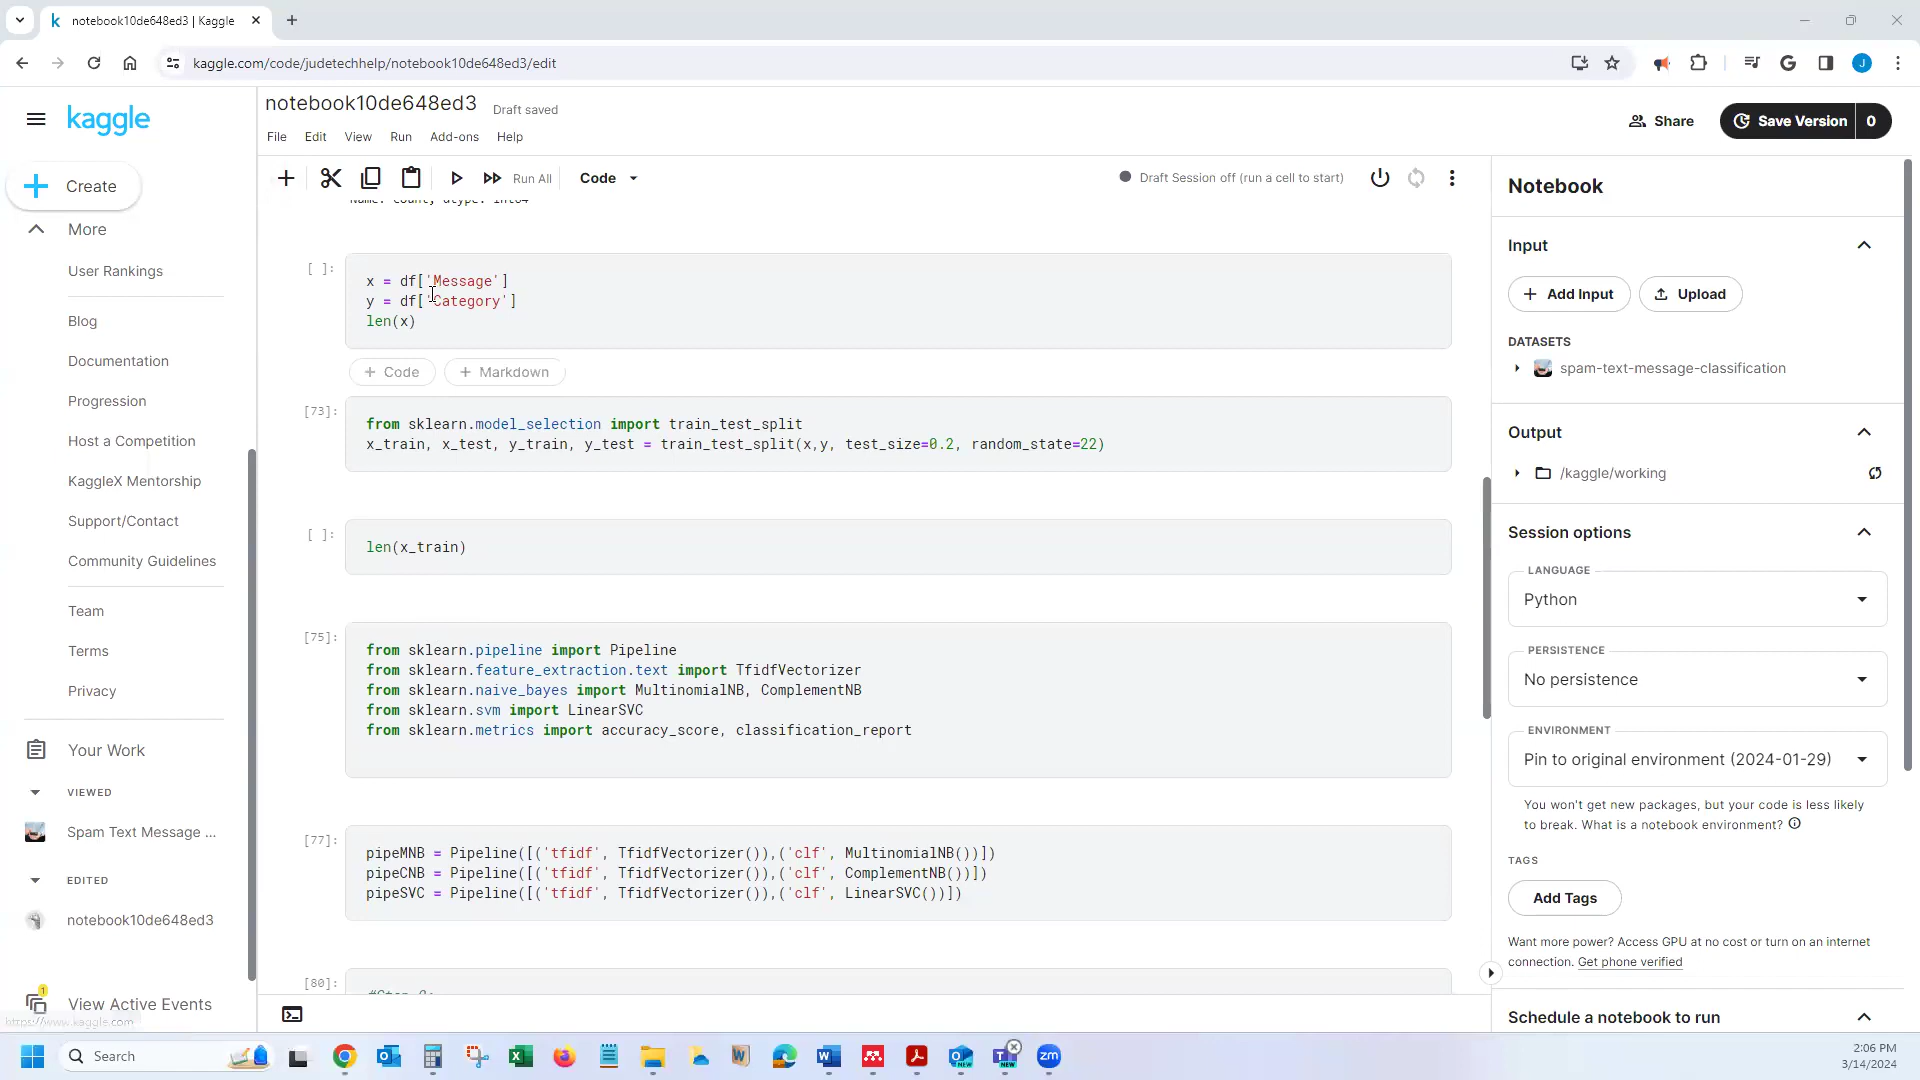 notebook10de648ed3 | Kaggle
kaggle.com/code/judetechhelp/notebook10de648ed3/edit
J
kaggle
Create
More
User Rankings
Blog
Documentation
Progression
Host a Competition
KaggleX Mentorship
Support/Contact
Community Guidelines
Team
Terms
Privacy
Your Work
VIEWED
Spam Text Message ...
EDITED
notebook10de648ed3
1
View Active Events
https://www.kaggle.com
notebook10de648ed3 Draft saved
File Edit View Run Add-ons Help
Share
Save Version 0
Run All Code
Draft Session off (run a cell to start)
Name: count, dtype: int64
[ ]:
x = df['Message']
y = df['Category']
len(x)
+ Code + Markdown
[73]:
from sklearn.model_selection import train_test_split
x_train, x_test, y_train, y_test = train_test_split(x,y, test_size=0.2, random_state=22)
[ ]:
len(x_train)
[75]:
from sklearn.pipeline import Pipeline
from sklearn.feature_extraction.text import TfidfVectorizer
from sklearn.naive_bayes import MultinomialNB, ComplementNB
from sklearn.svm import LinearSVC
from sklearn.metrics import accuracy_score, classification_report
[77]:
pipeMNB = Pipeline([('tfidf', TfidfVectorizer()),('clf', MultinomialNB())])
pipeCNB = Pipeline([('tfidf', TfidfVectorizer()),('clf', ComplementNB())])
pipeSVC = Pipeline([('tfidf', TfidfVectorizer()),('clf', LinearSVC())])
[80]:
Notebook
Input
+ Add Input Upload
DATASETS
spam-text-message-classification
Output
/kaggle/working
Session options
LANGUAGE
Python
PERSISTENCE
No persistence
ENVIRONMENT
Pin to original environment (2024-01-29)
You won't get new packages, but your code is less likely
to break. What is a notebook environment?
TAGS
Add Tags
Want more power? Access GPU at no cost or turn on an internet
connection. Get phone verified
Schedule a notebook to run
Search
2:06 PM
3/14/2024